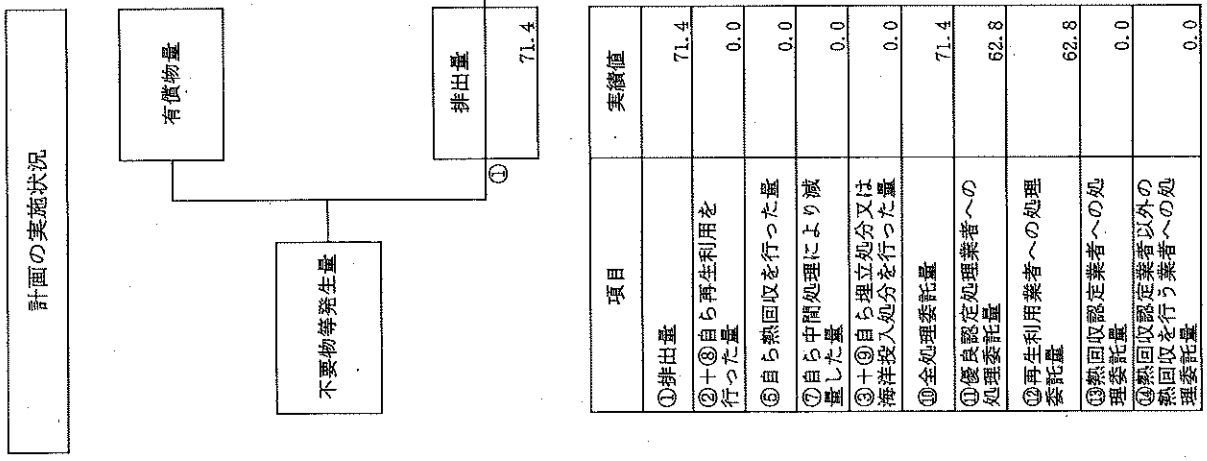 計画の実施状況
有償物量
不要物等発生量
排出量
①
71.4
項目
実績値
①排出量
71.4
②+⑧自ら再生利用を
行った量
0.0
⑤自ら熱回収を行った量
0.0
⑦自ら中間処理により減
量した量
0.0
③+⑨自ら埋立処分又は
海洋投入処分を行った量
0.0
⑩全処理委託量
71.4
⑪優良認定処理業者への
処理委託量
62.8
⑫再生利用業者への処理
委託量
62.8
⑬熱回収認定業者への処
理委託量
0.0
⑭熱回収認定業者以外の
熱回収を行う業者への処
理委託量
0.0